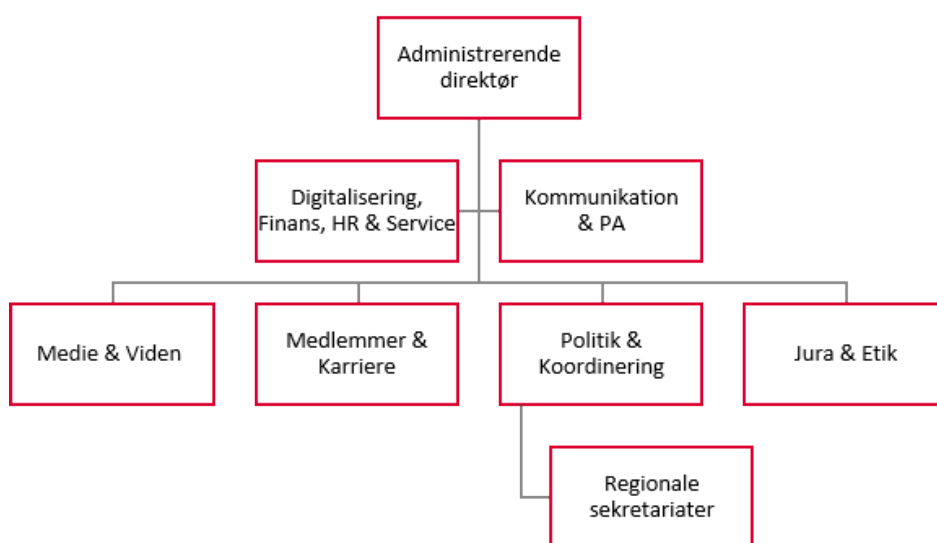 Administrerende
direktør
Digitalisering,
Finans, HR & Service
Kommunikation
& PA
Medie & Viden
Medlemmer &
Karriere
Politik &
Koordinering
Jura & Etik
Regionale
sekretariater